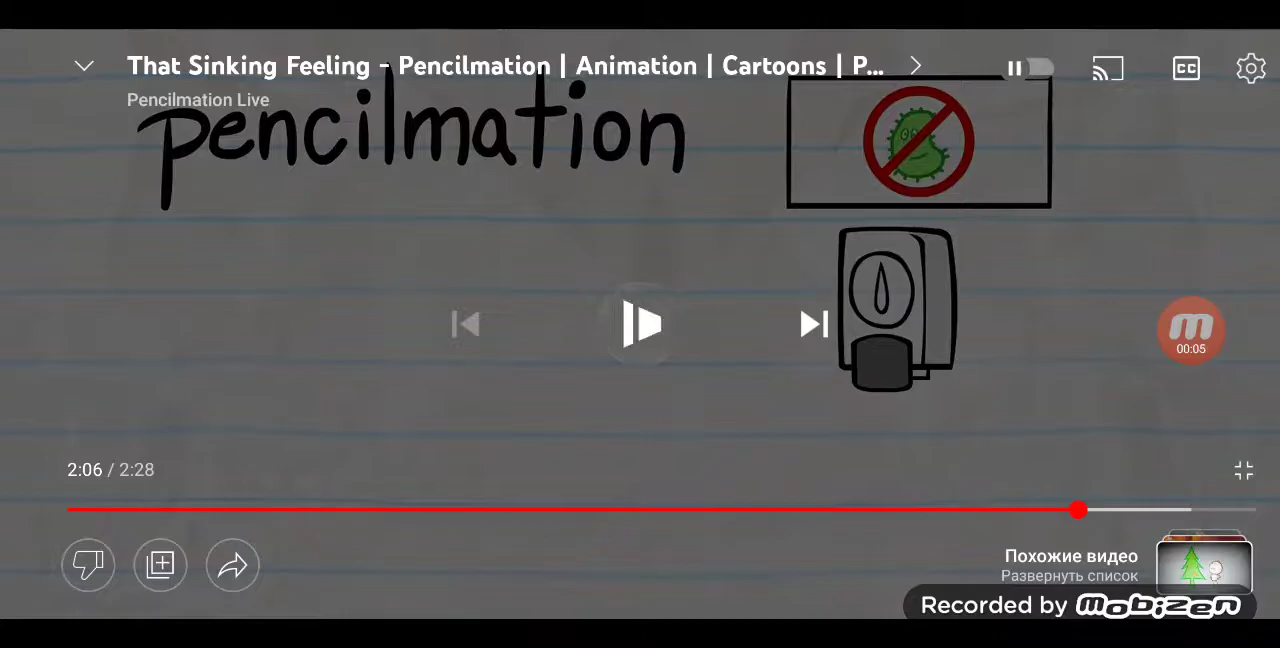 That Sinking Feeling - Pencilmation | Animation | Cartoons | P...
Pencilmation Live
pencilmation
CC
00:05
2:06 / 2:28
Похожие видео
Развернуть список
Recorded by mobizen